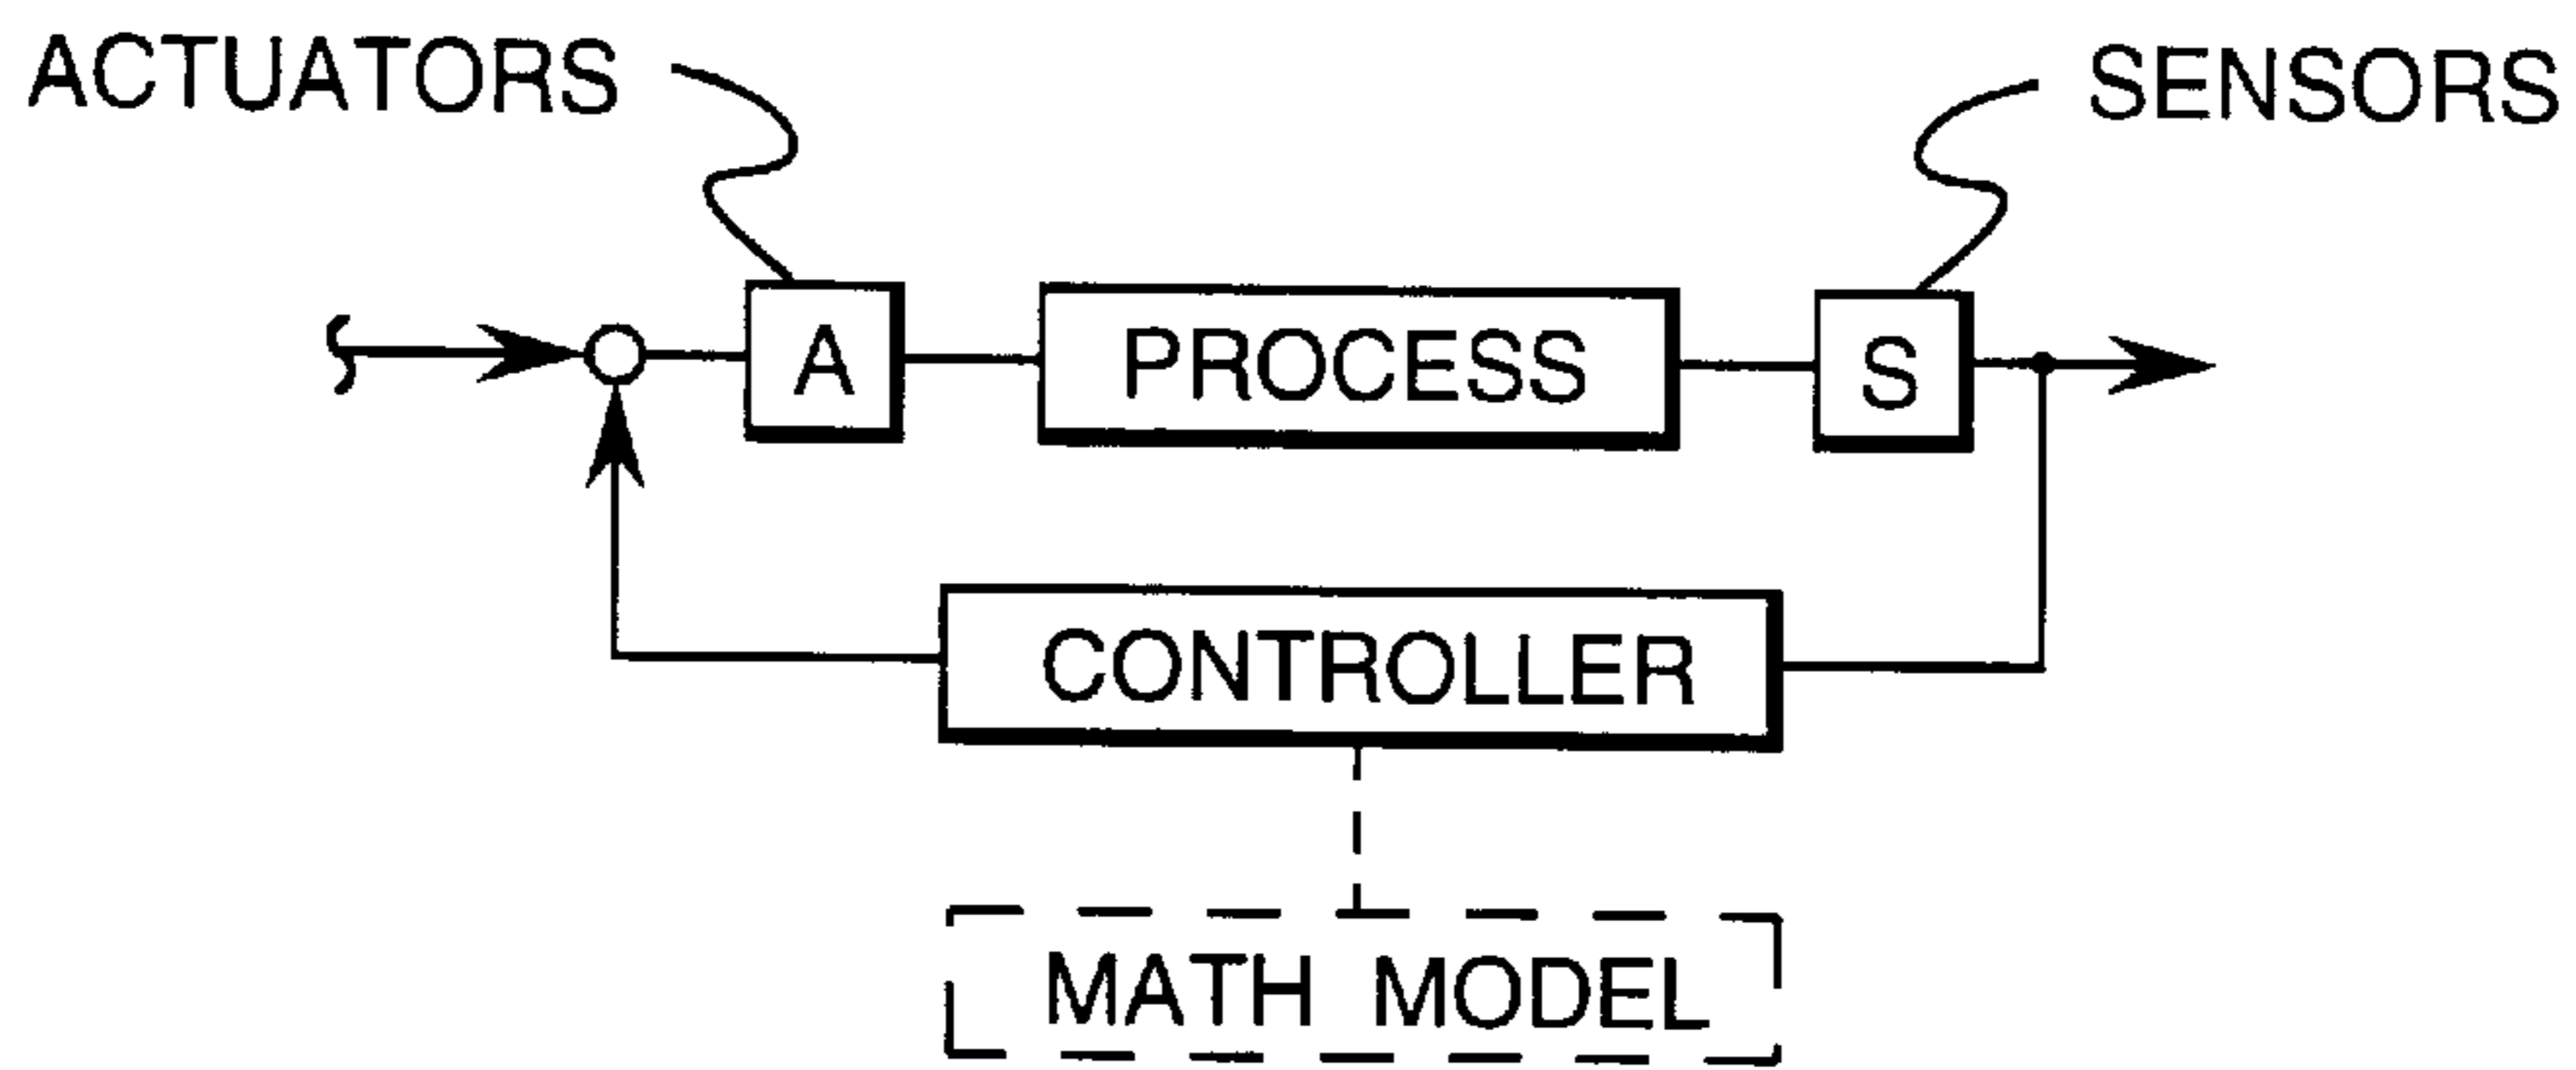 ACTUATORS
SENSORS
A
PROCESS
S
CONTROLLER
MATH MODEL